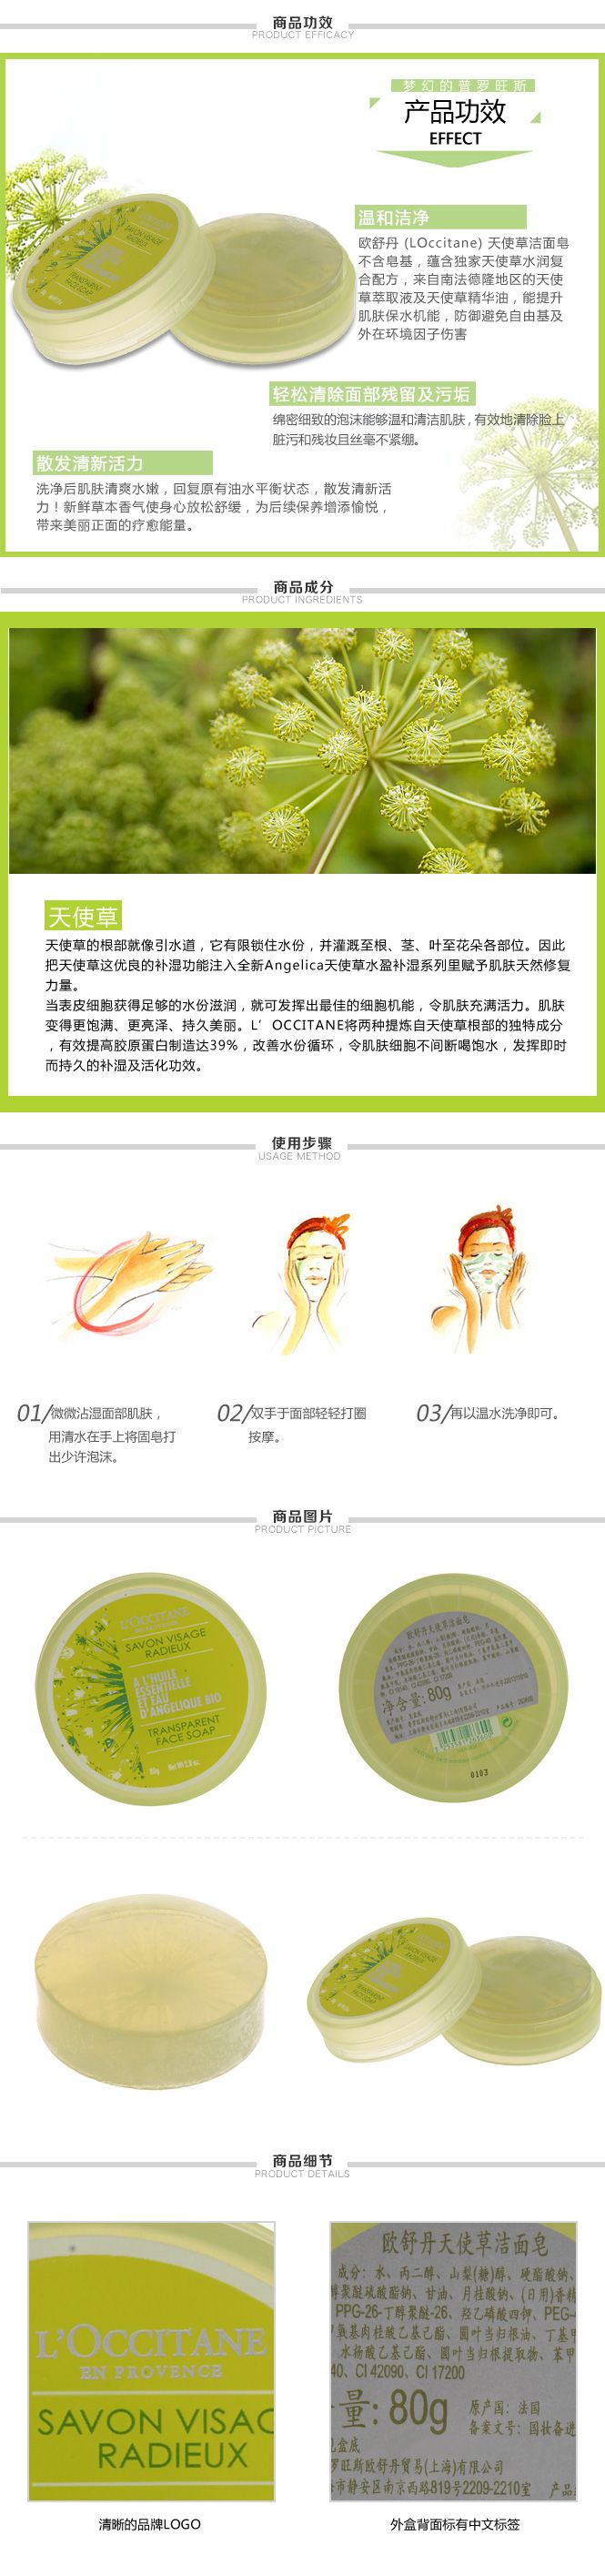 商品功效
PRODUCT EFFICACY
梦幻的普罗旺斯
产品功效
EFFECT
温和洁净
欧舒丹 (LOccitane) 天使草洁面皂
不含皂基，蕴含独家天使草水润复
合配方，来自南法德隆地区的天使
草萃取液及天使草精华油，能提升
肌肤保水机能，防御避免自由基及
外在环境因子伤害
轻松清除面部残留及污垢
绵密细致的泡沫能够温和清洁肌肤，有效地清除脸上
脏污和残妆且丝毫不紧绷。
散发清新活力
洗净后肌肤清爽水嫩，回复原有油水平衡状态，散发清新活
力！新鲜草本香气使身心放松舒缓，为后续保养增添愉悦，
带来美丽正面的疗愈能量。
商品成分
PRODUCT INGREDIENTS
天使草
天使草的根部就像引水道，它有限锁住水份，并灌溉至根、茎、叶至花朵各部位。因此
把天使草这优良的补湿功能注入全新Angelica天使草水盈补湿系列里赋予肌肤天然修复
力量。
当表皮细胞获得足够的水份滋润，就可发挥出最佳的细胞机能，令肌肤充满活力。肌肤
变得更饱满、更亮泽、持久美丽。L’OCCITANE将两种提炼自天使草根部的独特成分
，有效提高胶原蛋白制造达39%，改善水份循环，令肌肤细胞不间断喝饱水，发挥即时
而持久的补湿及活化功效。
使用步骤
USAGE METHOD
01/微微沾湿面部肌肤，
用清水在手上将固皂打
出少许泡沫。
02/双手于面部轻轻打圈
按摩。
03/再以温水洗净即可。
商品图片
PRODUCT PICTURE
L'OCCITANE
EN PROVENCE
SAVON VISAGE
RADIEUX
A L'HUILE
ESSENTIELLE
ET EAU
D'ANGELIQUE BIO
TRANSPARENT
FACE SOAP
欧舒丹天使草洁面皂
净含量: 80g
0103
商品细节
PRODUCT DETAILS
L'OCCITANE
EN PROVENCE
SAVON VISAG
RADIEUX
欧舒丹天使草洁面皂
成分: 水、丙二醇、山梨(糖)醇、硬脂酸钠、
醇聚醚硫酸酯钠、甘油、月桂酸钠、(日用)香精
PPG-26-丁醇聚醚-26、羟乙磷酸四钾、PEG-4
氧基肉桂酸乙基己酯、圆叶当归根油、丁基甲
水杨酸乙基己酯、圆叶当归根提取物、苯甲
40、CI 42090、CI 17200
量: 80g
原产国: 法国
备案文号: 国妆备进
见盒底
罗旺斯欧舒丹贸易(上海)有限公司
市静安区南京西路819号2209-2210室
产品
清晰的品牌LOGO
外盒背面标有中文标签